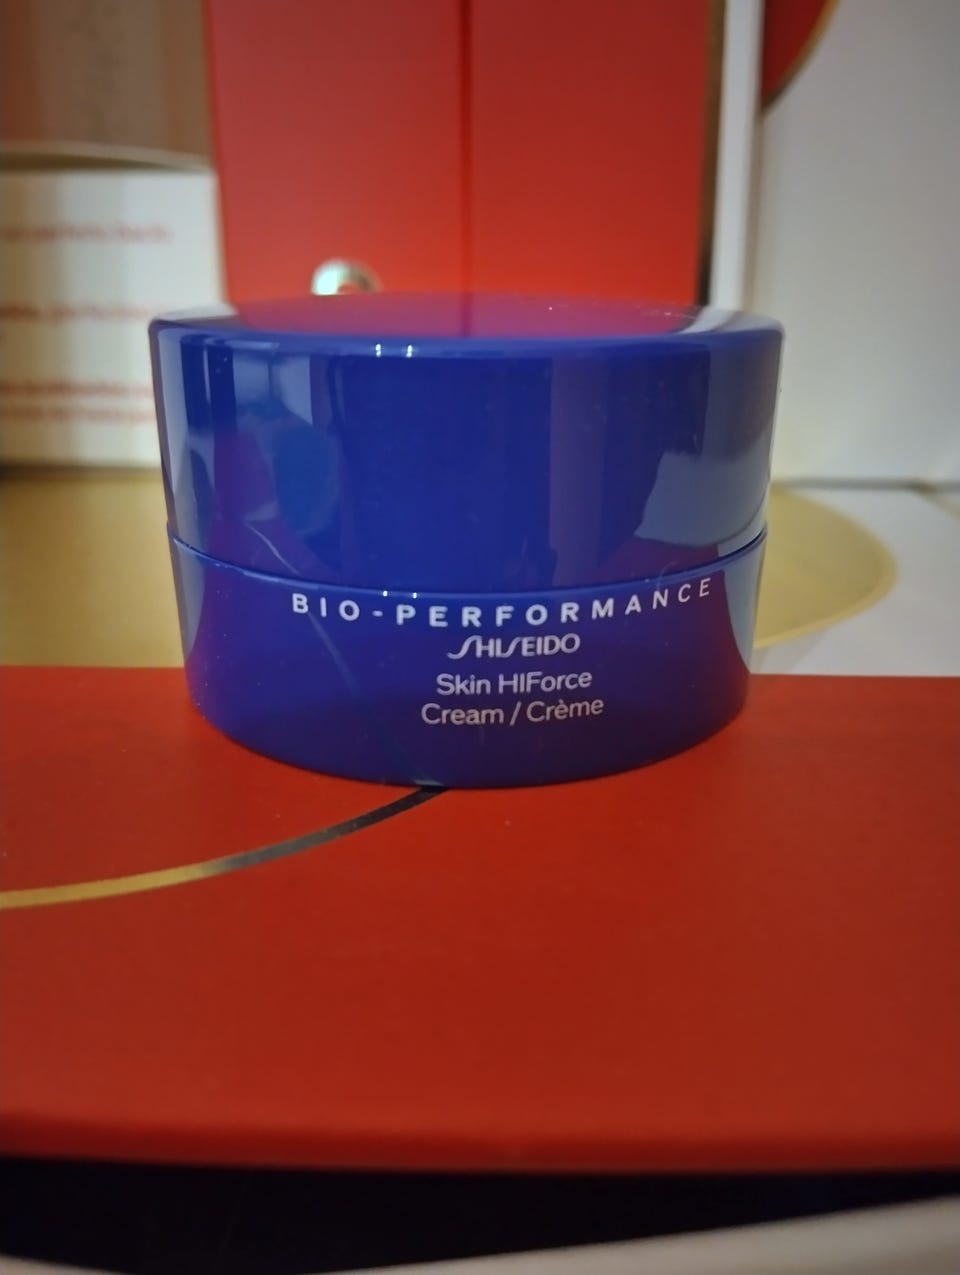 BIO-PERFORMANCE
SHISEIDO
Skin HIForce
Cream / Crème